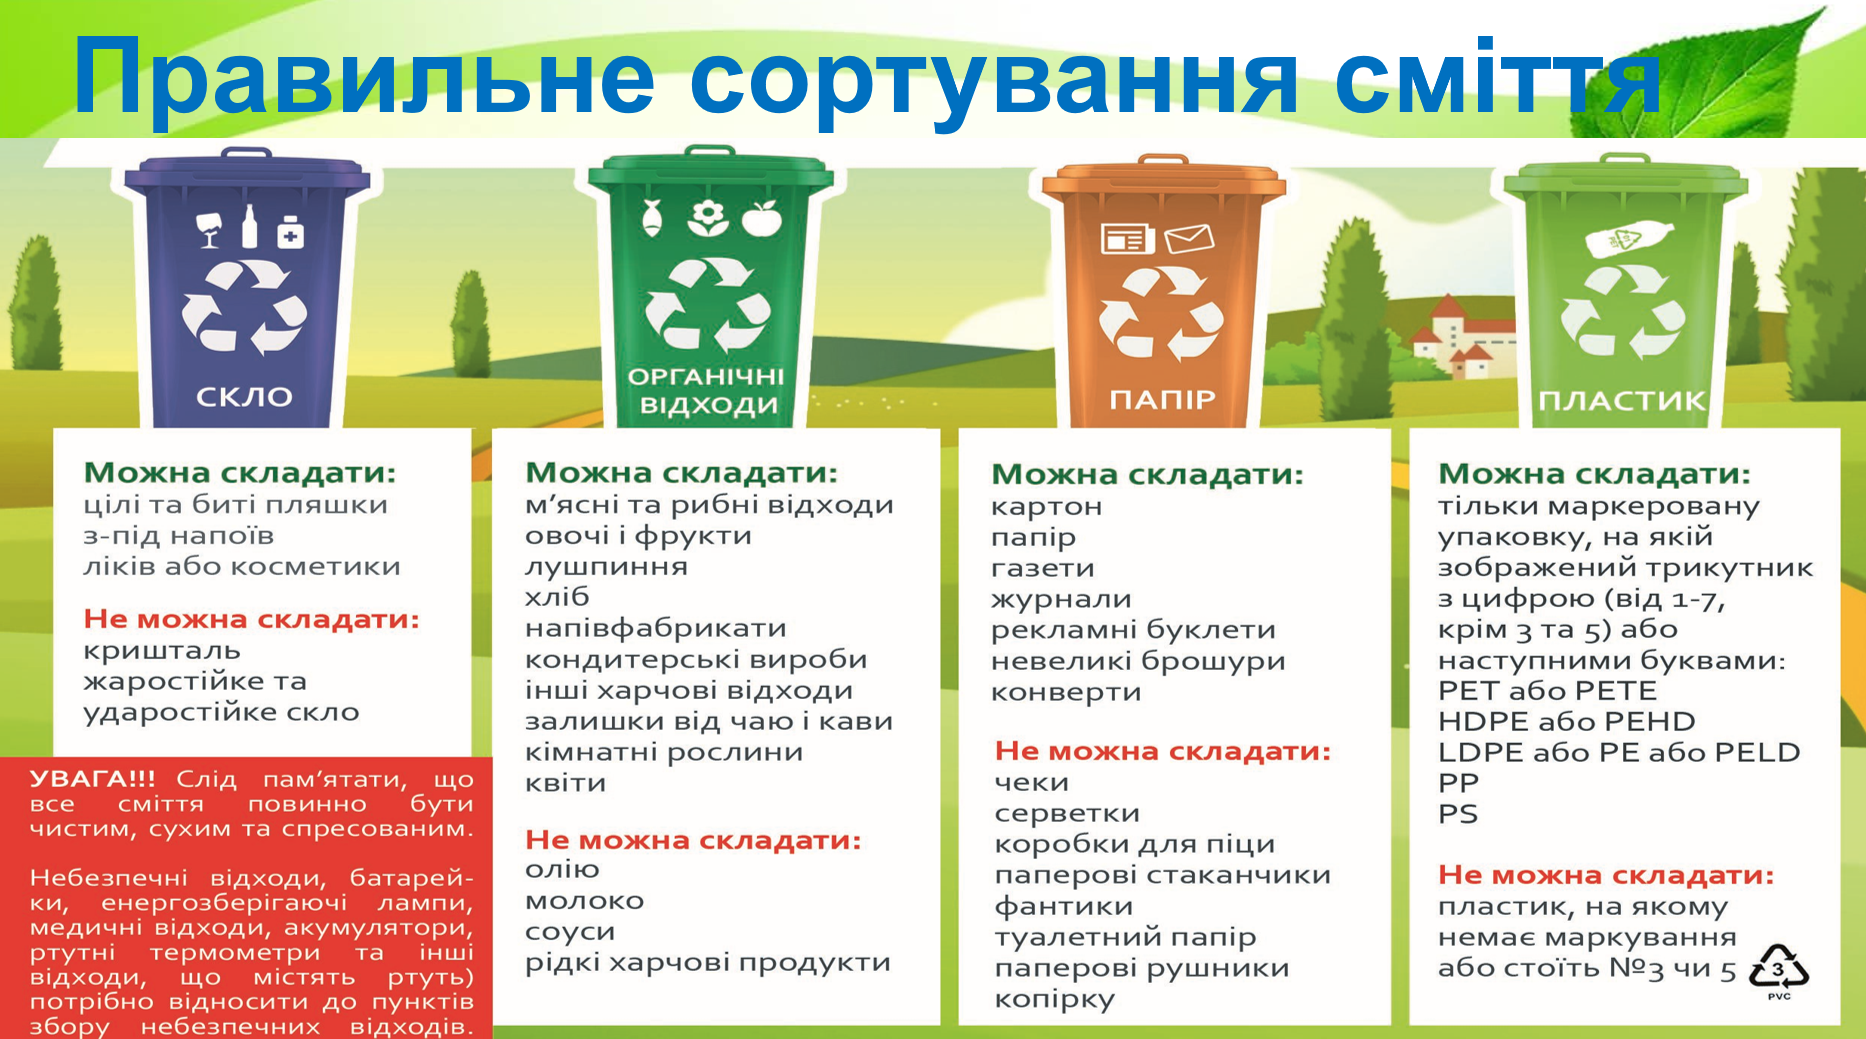 Правильне сортування сміття
СКЛО
Можна складати:
цілі та биті пляшки
з-під напоїв
ліків або косметики
Не можна складати:
кришталь
жаростійке та
ударостійке скло
УВАГА!!! Слід пам’ятати, що
все сміття повинно бути
чистим, сухим та спресованим.
Небезпечні відходи, батарей-
ки, енергозберігаючі лампи,
медичні відходи, акумулятори,
ртутні термометри та інші
відходи, що містять ртуть)
потрібно відносити до пунктів
збору небезпечних відходів.
ОРГАНІЧНІ
ВІДХОДИ
Можна складати:
м’ясні та рибні відходи
овочі і фрукти
лушпиння
хліб
напівфабрикати
кондитерські вироби
інші харчові відходи
залишки від чаю і кави
кімнатні рослини
квіти
Не можна складати:
олію
молоко
соуси
рідкі харчові продукти
ПАПІР
Можна складати:
картон
папір
газети
журнали
рекламні буклети
невеликі брошури
конверти
Не можна складати:
чеки
серветки
коробки для піци
паперові стаканчики
фантики
туалетний папір
паперові рушники
копірку
ПЛАСТИК
Можна складати:
тільки маркеровану
упаковку, на якій
зображений трикутник
з цифрою (від 1-7,
крім 3 та 5) або
наступними буквами:
PET або PETE
HDPE або PEHD
LDPE або PE або PELD
PP
PS
Не можна складати:
пластик, на якому
немає маркування
або стоїть №3 чи 5
3
PVC